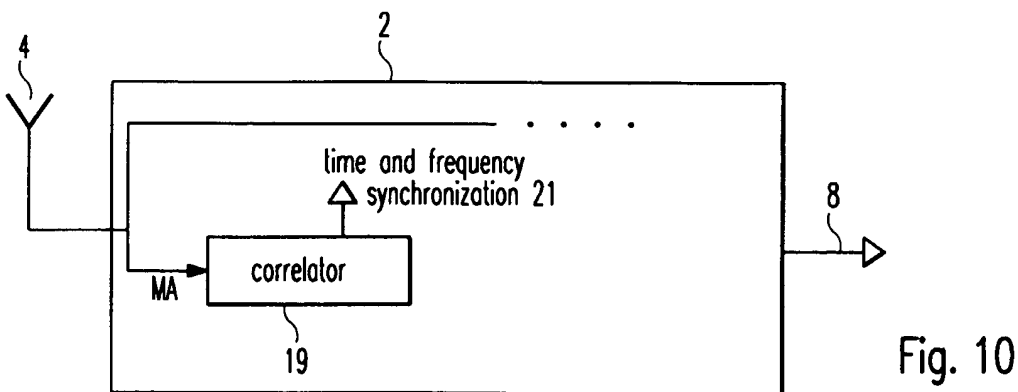 2
4
time and frequency
synchronization 21
8
correlator
MA
19
Fig. 10